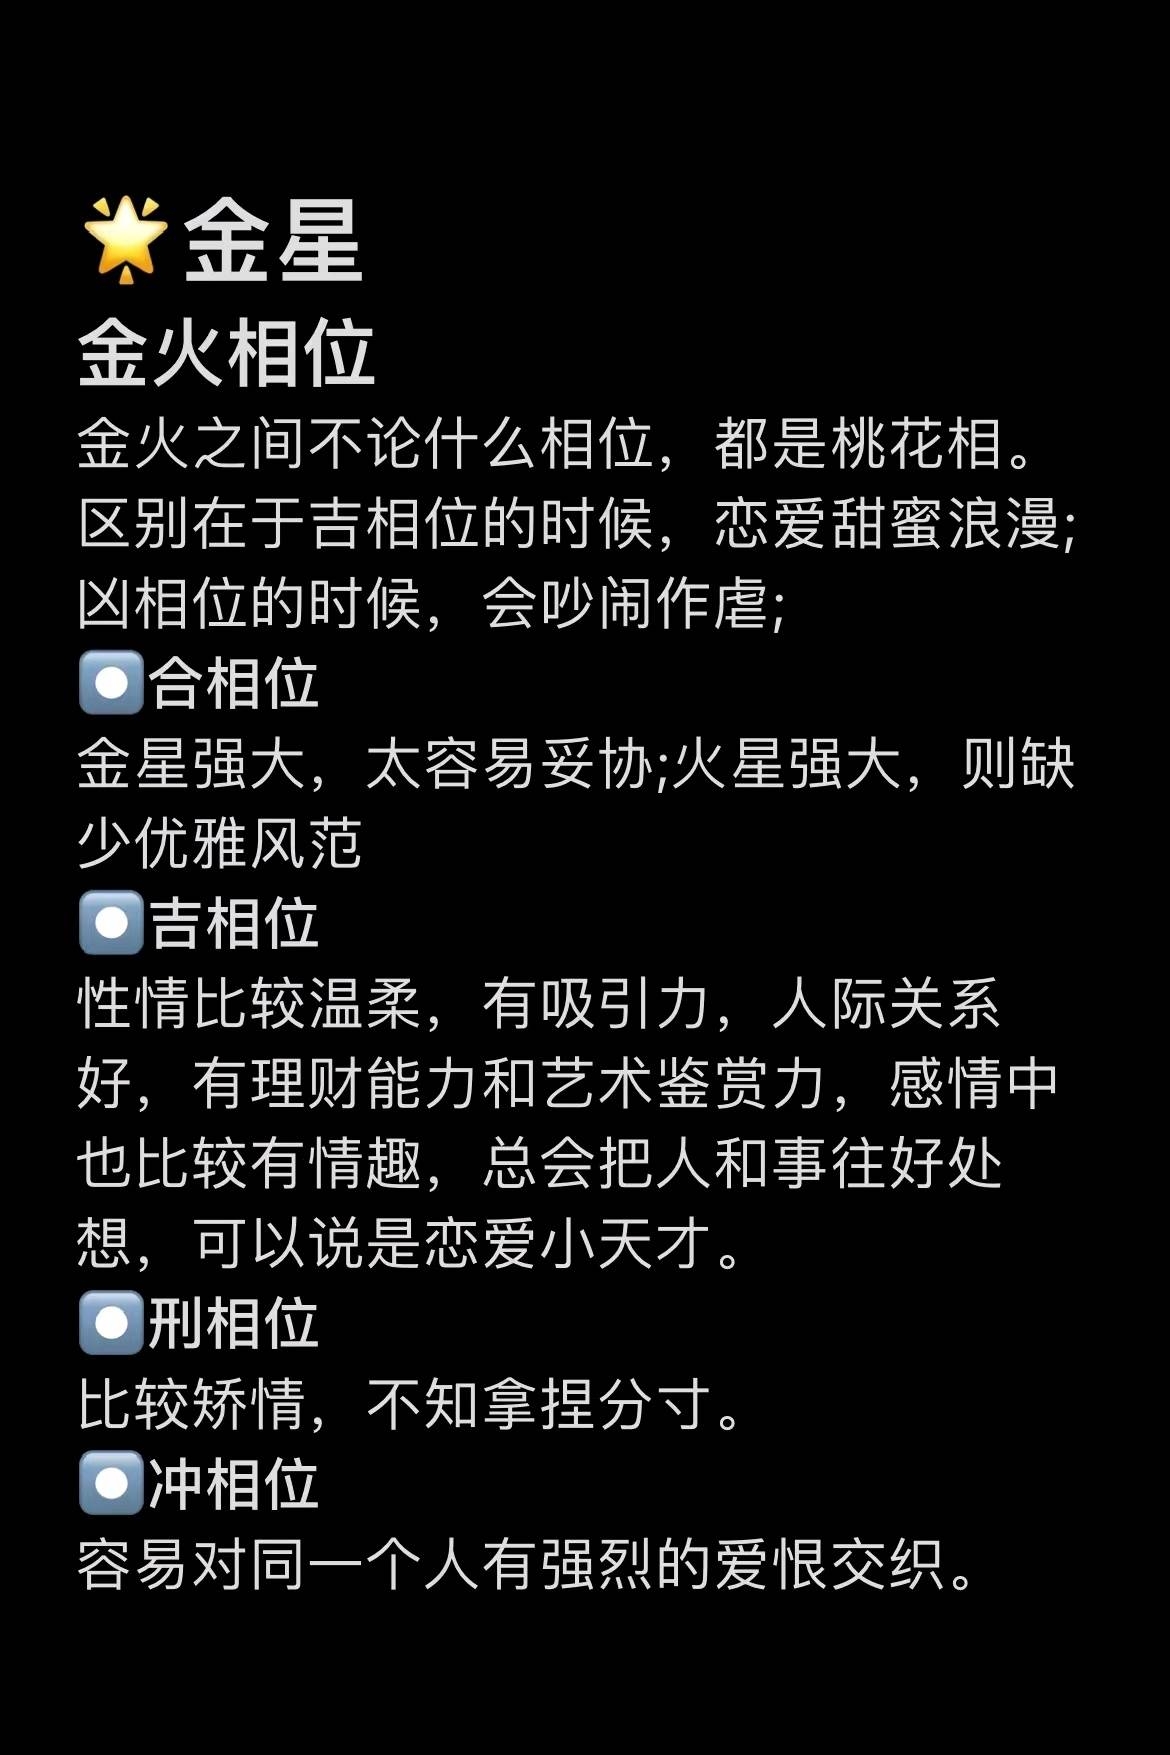 🌟金星
金火相位
金火之间不论什么相位，都是桃花相。
区别在于吉相位的时候，恋爱甜蜜浪漫;
凶相位的时候，会吵闹作虐;
⏺合相位
金星强大，太容易妥协;火星强大，则缺
少优雅风范
⏺吉相位
性情比较温柔，有吸引力，人际关系
好，有理财能力和艺术鉴赏力，感情中
也比较有情趣，总会把人和事往好处
想，可以说是恋爱小天才。
⏺刑相位
比较矫情，不知拿捏分寸。
⏺冲相位
容易对同一个人有强烈的爱恨交织。